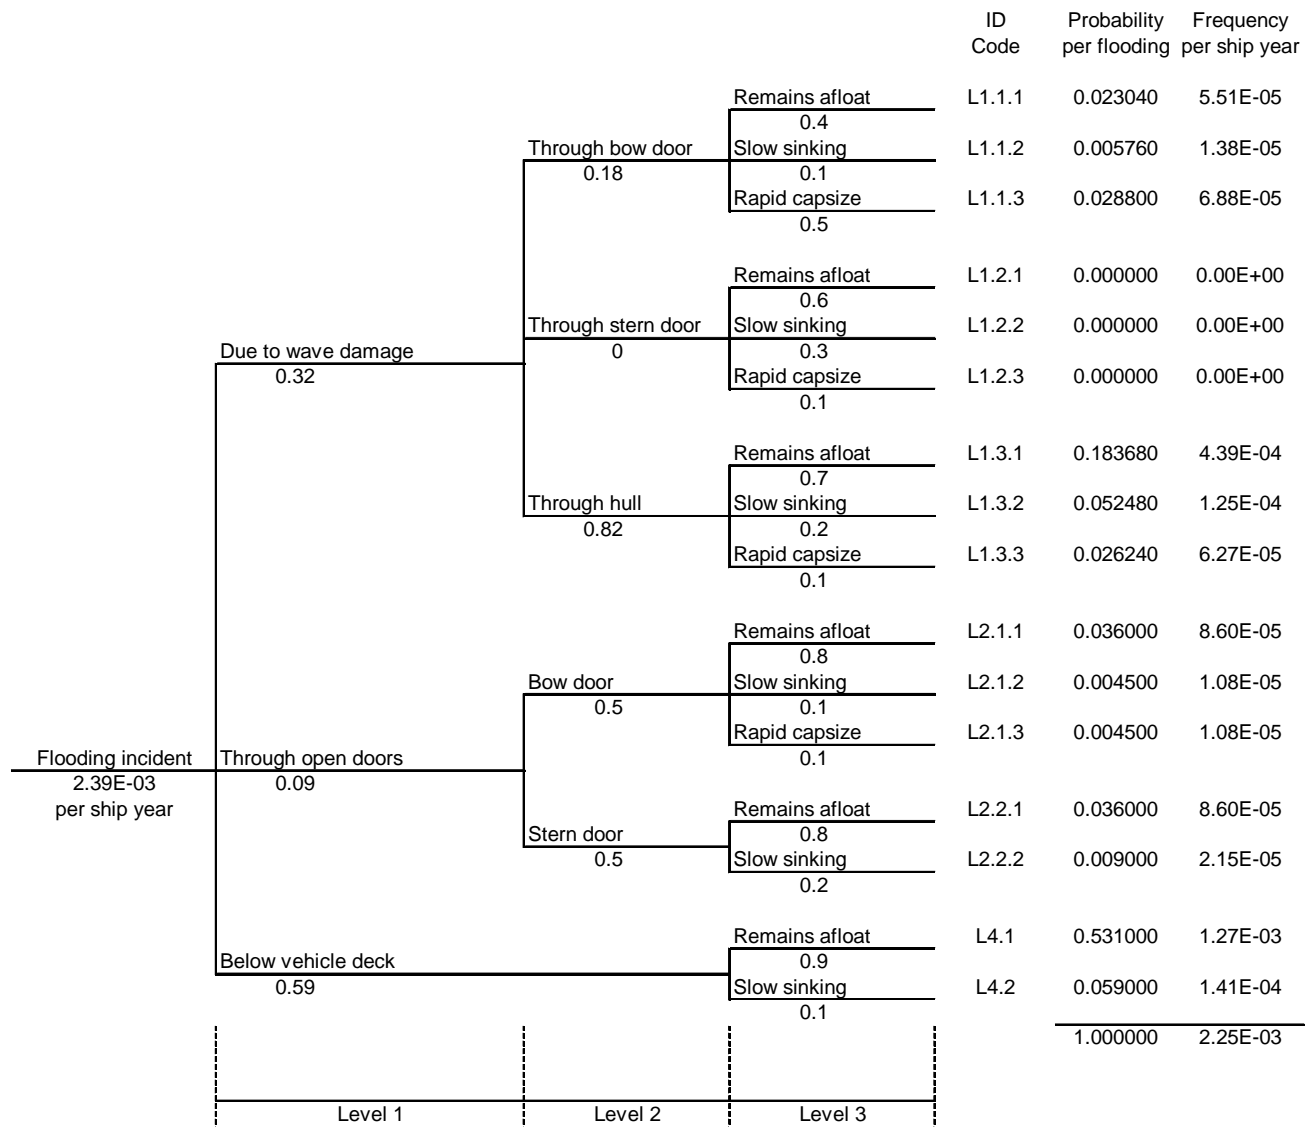 ID Probability Frequency
Code per flooding per ship year
Remains afloat L1.1.1 0.023040 5.51E-05
0.4
Through bow door Slow sinking L1.1.2 0.005760 1.38E-05
0.18 0.1
Rapid capsize L1.1.3 0.028800 6.88E-05
0.5
Remains afloat L1.2.1 0.000000 0.00E+00
0.6
Through stern door Slow sinking L1.2.2 0.000000 0.00E+00
Due to wave damage 0 0.3
0.32 Rapid capsize L1.2.3 0.000000 0.00E+00
0.1
Remains afloat L1.3.1 0.183680 4.39E-04
0.7
Through hull Slow sinking L1.3.2 0.052480 1.25E-04
0.82 0.2
Rapid capsize L1.3.3 0.026240 6.27E-05
0.1
Remains afloat L2.1.1 0.036000 8.60E-05
0.8
Bow door Slow sinking L2.1.2 0.004500 1.08E-05
0.5 0.1
Rapid capsize L2.1.3 0.004500 1.08E-05
Flooding incident Through open doors 0.1
2.39E-03 0.09
per ship year Remains afloat L2.2.1 0.036000 8.60E-05
Stern door 0.8
0.5 Slow sinking L2.2.2 0.009000 2.15E-05
0.2
Remains afloat L4.1 0.531000 1.27E-03
Below vehicle deck 0.9
0.59 Slow sinking L4.2 0.059000 1.41E-04
0.1
1.000000 2.25E-03
Level 1 Level 2 Level 3